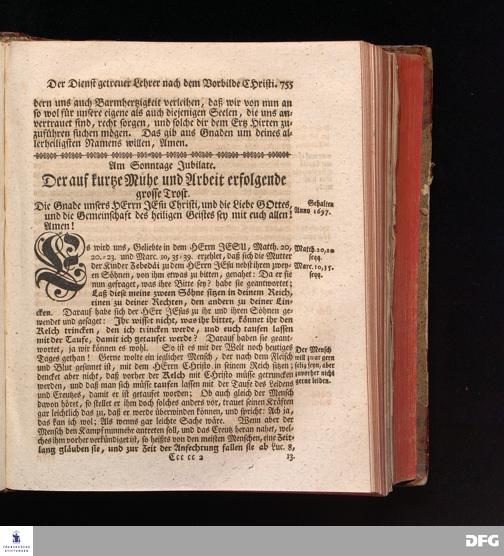 Der Dienst getreuer Lehrer nach dem Vorbilde CHristi. 755
dern uns auch Barmhertzigkeit verleihen, daß wir von nun an
so wol für unsere eigene als auch diejenigen Seelen, die uns an-
vertrauet sind, recht sorgen, und solche dir dem Ertz Hirten zu-
zuführen suchen mögen. Das gib aus Gnaden um deines al-
lerheiligsten Namens willen, Amen.
Am Sonntage Jubilate.
Der auf kurtze Mühe und Arbeit erfolgende
grosse Trost.
Die Gnade unsers HErrn JEsu Christi, und die Liebe GOttes,
und die Gemeinschaft des heiligen Geistes sey mit euch allen!
Amen!
Gehalten
Anno 1697.
Es wird uns, Geliebte in dem HErrn JESU, Matth. 20,
20.-23. und Marc. 10, 35-39. erzehlet, daß sich die Mutter
der Kinder Zebedäi zu dem HErrn JEsu nebst ihren zwey-
en Söhnen, von ihm etwas zu bitten, genahet: Da er sie
nun gefraget, was ihre Bitte sey? habe sie geantwortet;
Laß diese meine zween Söhne sitzen in deinem Reich,
einen zu deiner Rechten, den andern zu deiner Lin-
cken. Darauf habe sich der HErr JEsus zu ihr und ihren Söhnen ge-
wendet und gesaget: Ihr wisset nicht, was ihr bittet, könnet ihr den
Kelch trincken, den ich trincken werde, und euch taufen lassen
mit der Taufe, damit ich getaufet werde? Darauf haben sie geant-
wortet, ja wir können es wohl. So ist es mit der Welt noch heutiges
Tages gethan! Gerne wolte ein ieglicher Mensch, der nach dem Fleisch
und Blut gesinnet ist, mit dem HErrn Christo in seinem Reich sitzen;
dencket aber nicht, daß vorher der Kelch mit Christo müsse getruncken
werden, und daß man sich müsse taufen lassen mit der Taufe des Leidens
und Creutzes, damit er ist getaufet worden; Ob auch gleich der Mensch
davon höret, so stellet er ihm doch solches anders vor, trauet seinen Kräften
gar leichtlich das zu, daß er werde überwinden können, und spricht: Ach ja,
das kan ich wol; Als wenns gar leichte Sache wäre. Wenn aber der
Mensch den Kampf nunmehr antreten soll, und das Creutz heran nahet, wel-
ches ihm vorher verkündiget ist, so heißts von den meisten Menschen, eine Zeit-
lang gläuben sie, und zur Zeit der Anfechtung fallen sie ab Luc. 8,
Matth. 20, 20
seqq.
Marc. 10, 35-
seqq.
Der Mensch
will zwar gern
selig seyn, aber
zuvorher nicht
gerne leiden.
Ccc cc 2
13.
FRANCKESCHE
STIFTUNGEN
DFG